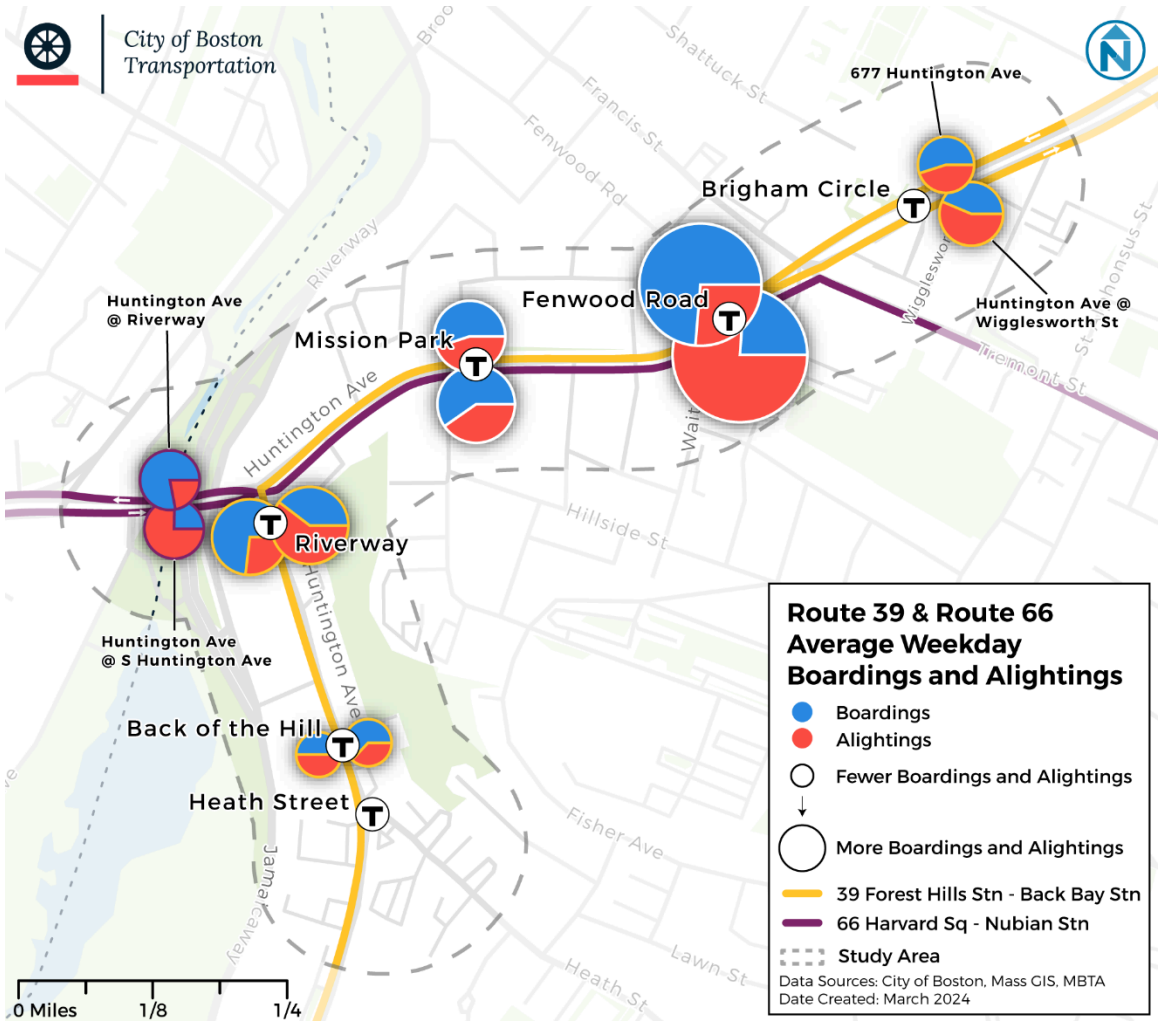 City of Boston
Transportation
N
Broo
Shattuck St
Francis St
Fenwood Rd
677 Huntington Ave
Brigham Circle
T
Wiggleswor
Huntington Ave @
Wigglesworth St
Tremont St
Riverway
Huntington Ave
@ Riverway
Fenwood Road
T
Mission Park
T
Huntington Ave
Wait
Hillside St
T
Riverway
Huntington Ave
@ S Huntington Ave
Huntington Ave
Back of the Hill
T
Heath Street
T
Jamaicaway
Fisher Ave
Lawn St
Heath St
Route 39 & Route 66
Average Weekday
Boardings and Alightings
Boardings
Alightings
Fewer Boardings and Alightings
More Boardings and Alightings
39 Forest Hills Stn - Back Bay Stn
66 Harvard Sq - Nubian Stn
Study Area
Data Sources: City of Boston, Mass GIS, MBTA
Date Created: March 2024
0 Miles 1/8 1/4